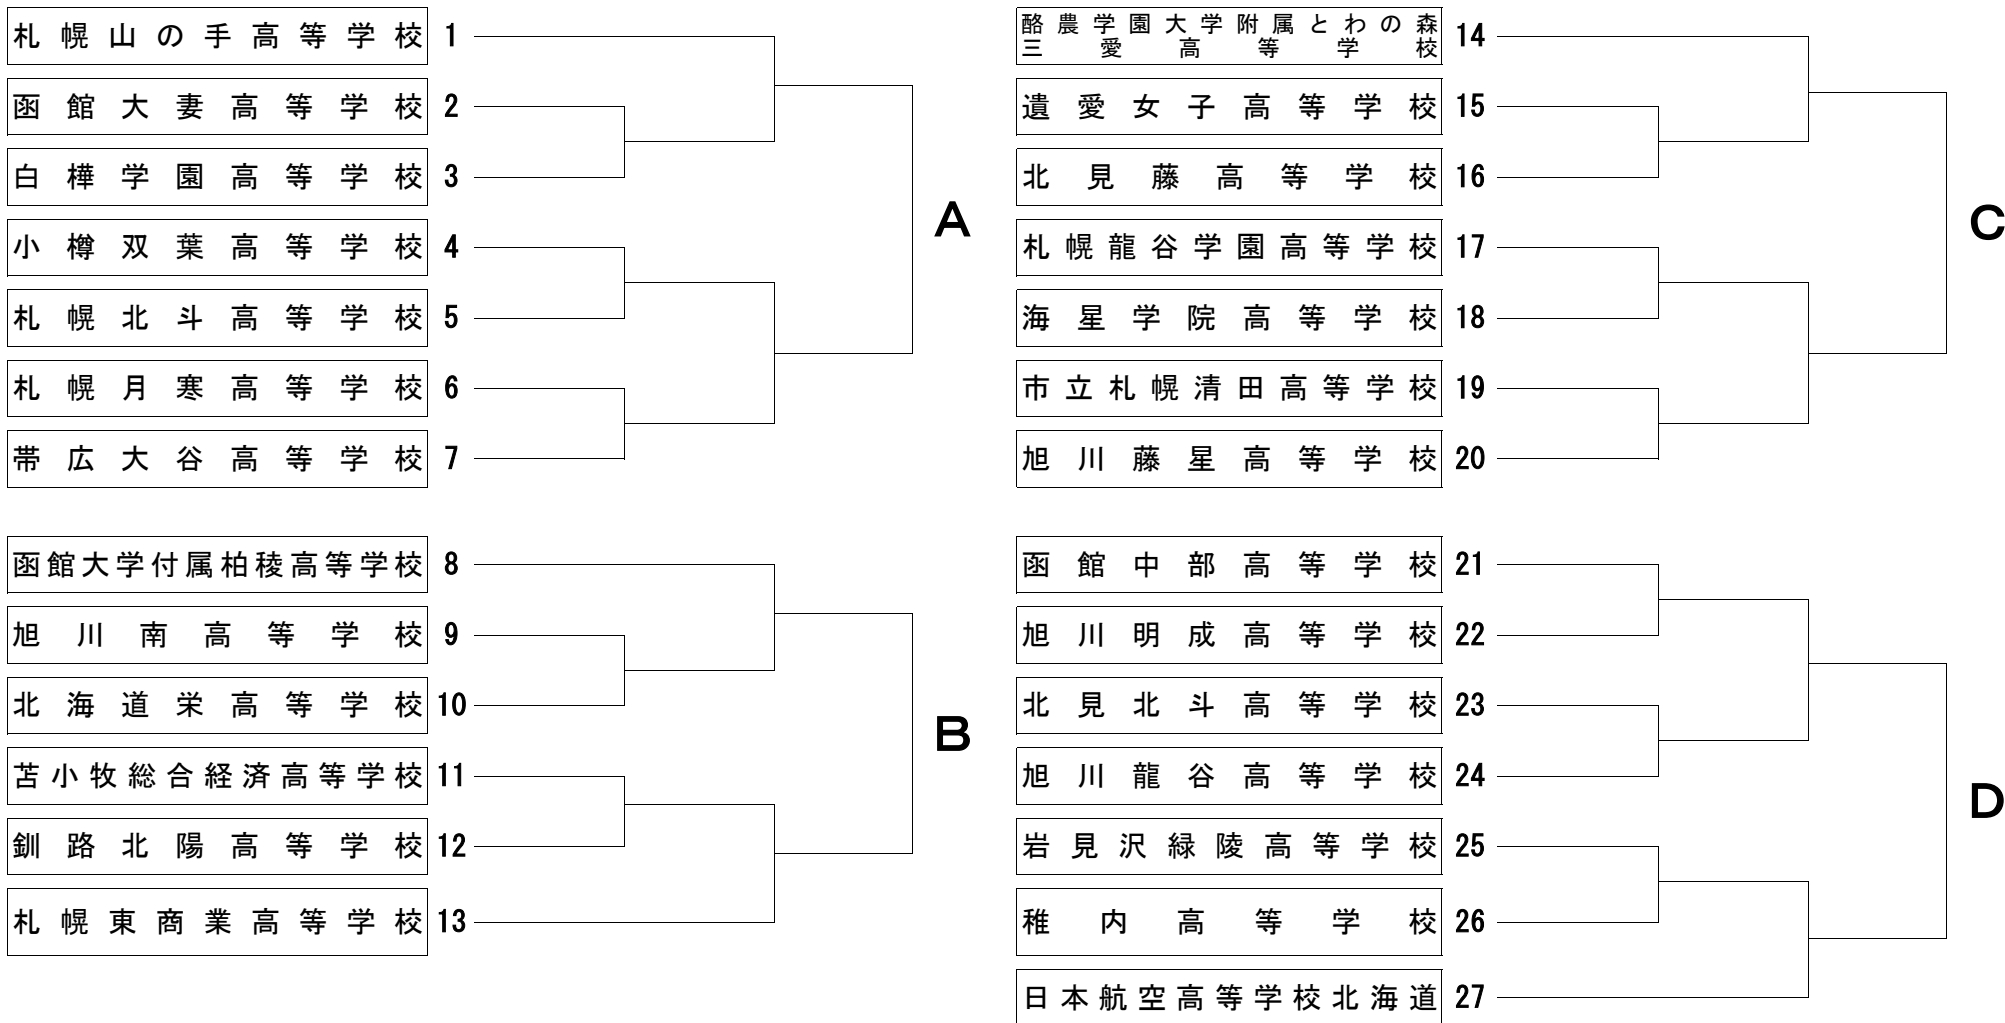 札幌山の手高等学校 1
函館大妻高等学校 2
白樺学園高等学校 3
小樽双葉高等学校 4
札幌北斗高等学校 5
札幌月寒高等学校 6
帯広大谷高等学校 7
A
函館大学付属柏稜高等学校 8
旭川南高等学校 9
北海道栄高等学校 10
苫小牧総合経済高等学校 11
釧路北陽高等学校 12
札幌東商業高等学校 13
B
酪農学園大学附属とわの森
三愛高等学校 14
遺愛女子高等学校 15
北見藤高等学校 16
札幌龍谷学園高等学校 17
海星学院高等学校 18
市立札幌清田高等学校 19
旭川藤星高等学校 20
C
函館中部高等学校 21
旭川明成高等学校 22
北見北斗高等学校 23
旭川龍谷高等学校 24
岩見沢緑陵高等学校 25
稚内高等学校 26
日本航空高等学校北海道 27
D